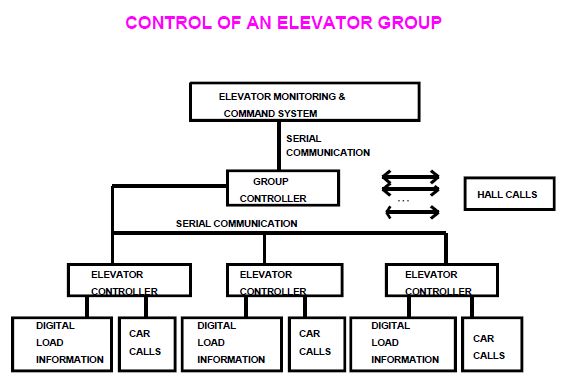 CONTROL OF AN ELEVATOR GROUP
ELEVATOR MONITORING &
COMMAND SYSTEM
SERIAL
COMMUNICATION
GROUP
CONTROLLER
...
HALL CALLS
SERIAL COMMUNICATION
ELEVATOR
CONTROLLER
ELEVATOR
CONTROLLER
ELEVATOR
CONTROLLER
DIGITAL
LOAD
INFORMATION
CAR
CALLS
DIGITAL
LOAD
INFORMATION
CAR
CALLS
DIGITAL
LOAD
INFORMATION
CAR
CALLS